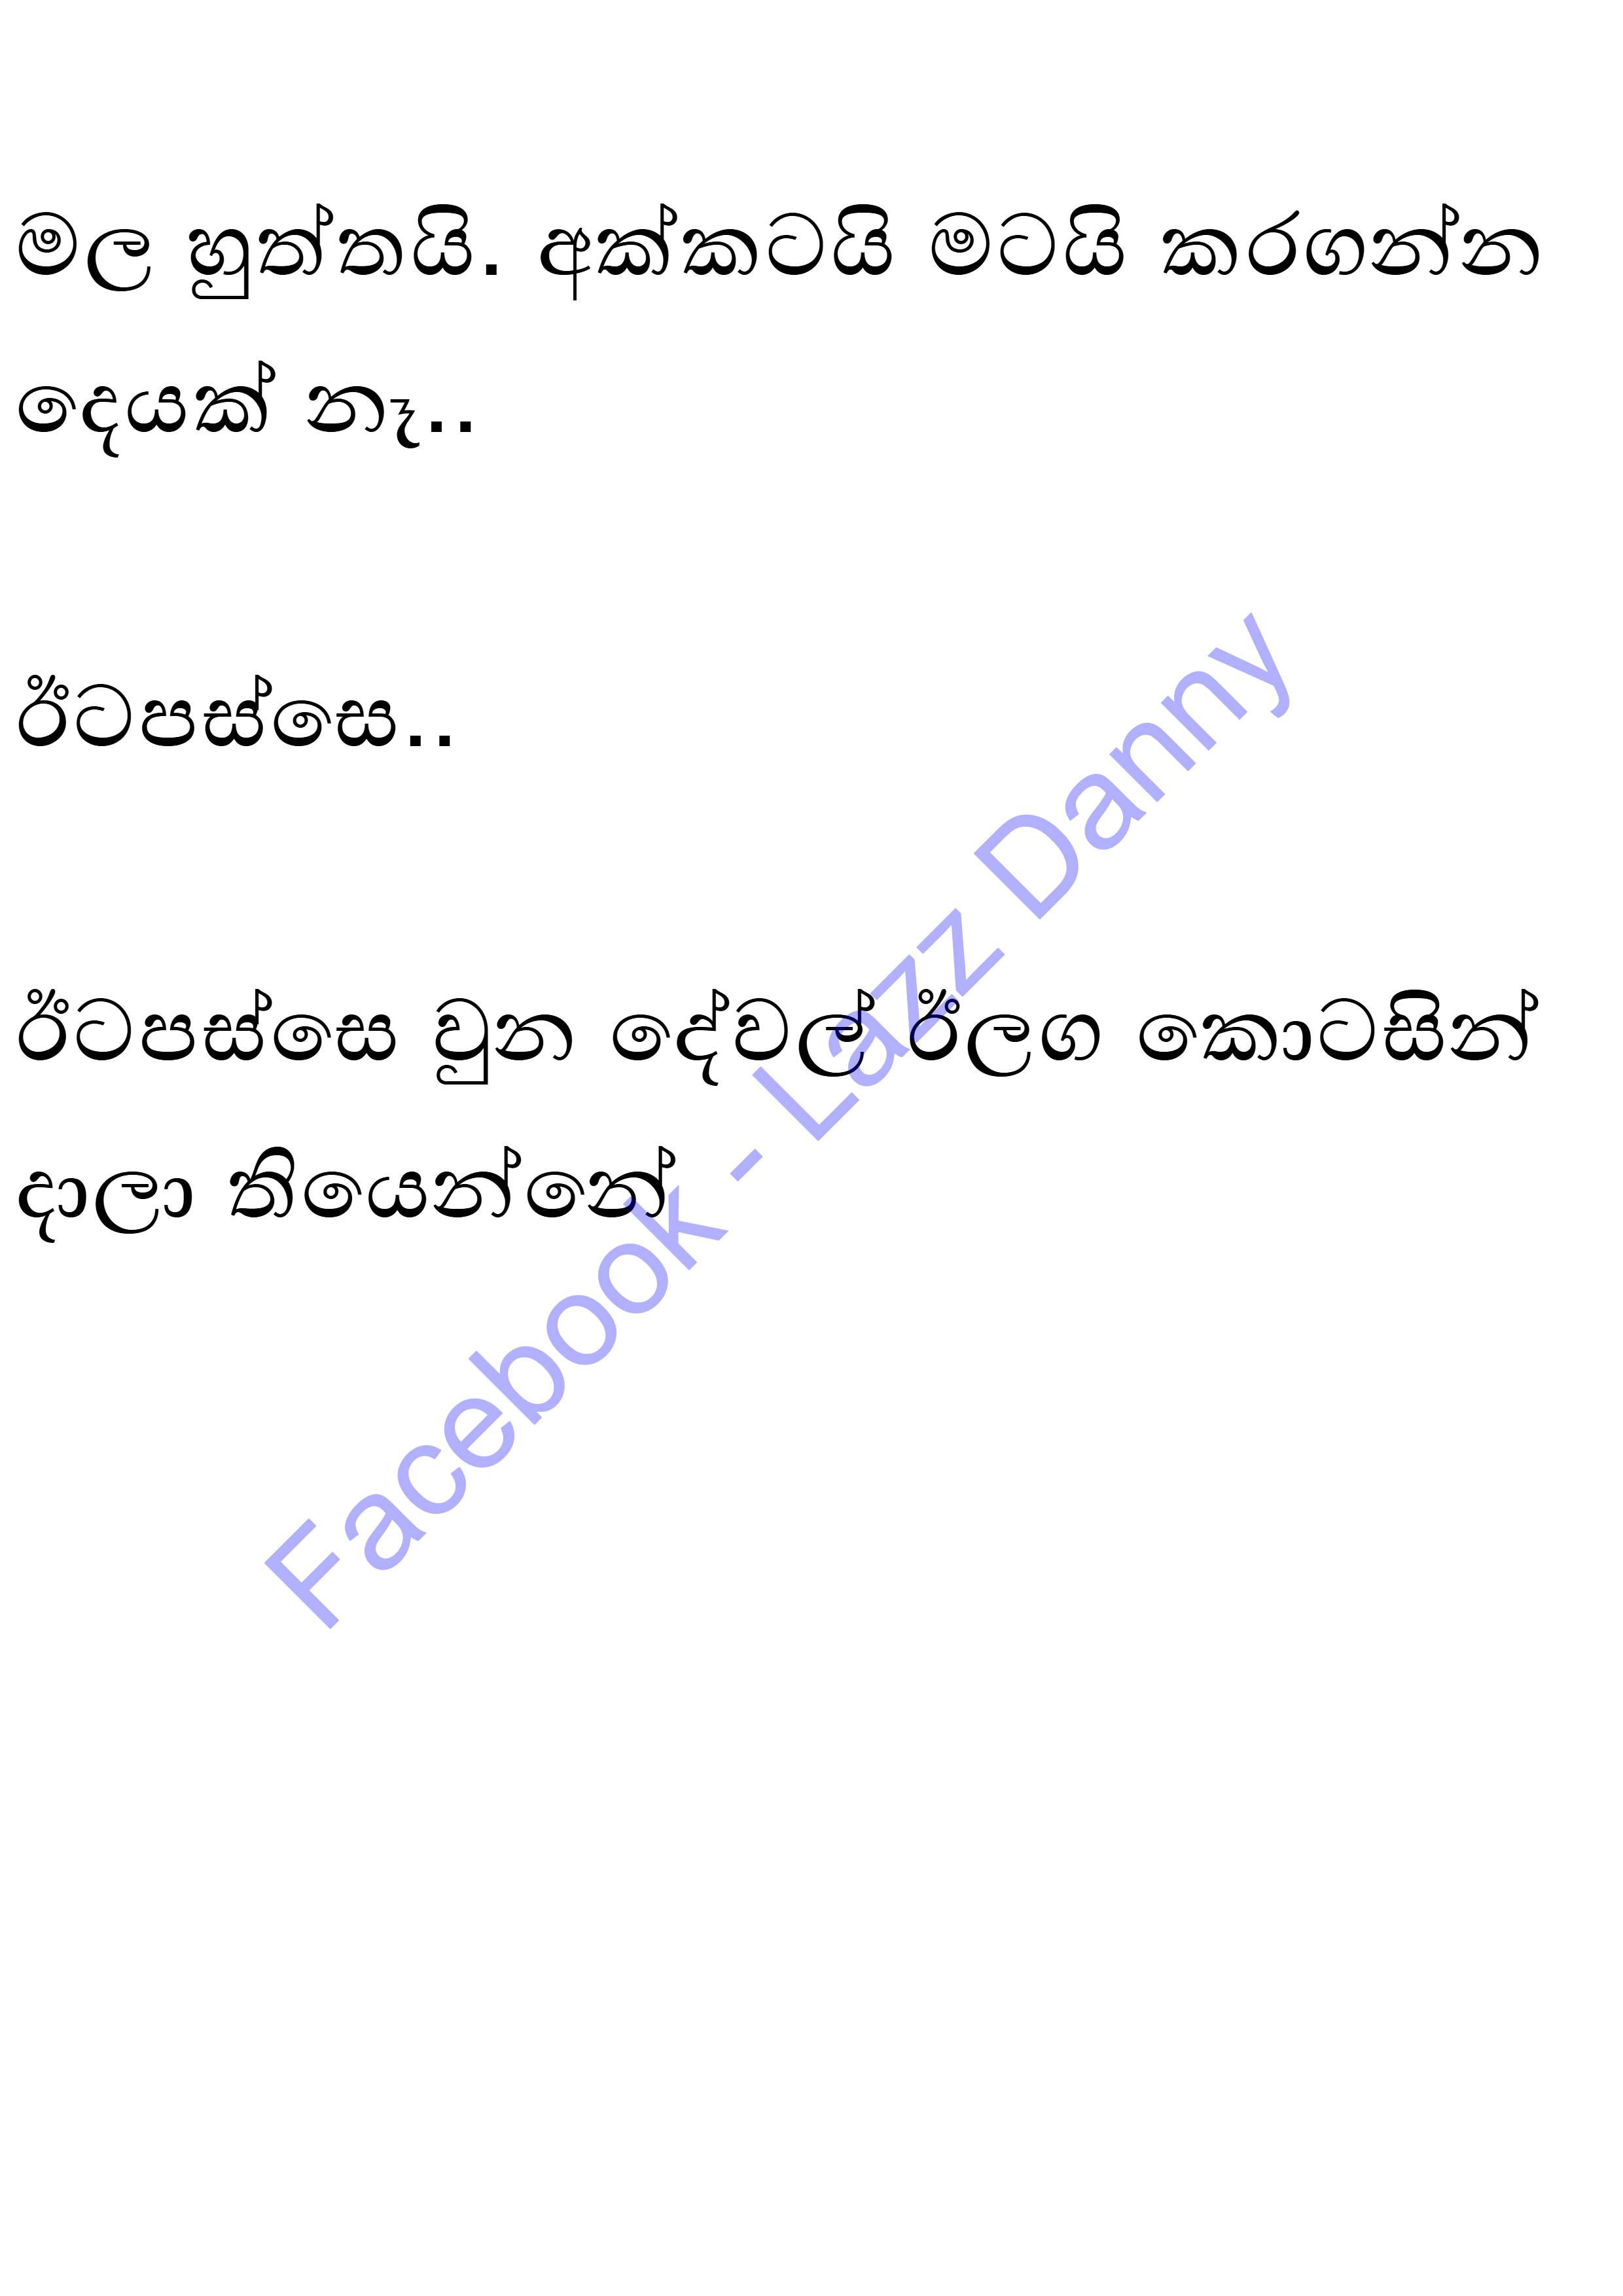 මල හුත්තයි. අක්කටයි මටයි කරගන්න
දෙයක් නෑ..
ඊටපස්සෙ..
ඊටපස්සෙ වුන දේවල් ඊලග කොටසින්
දාලා තියෙන්නේ
Facebook - Lazz Danny